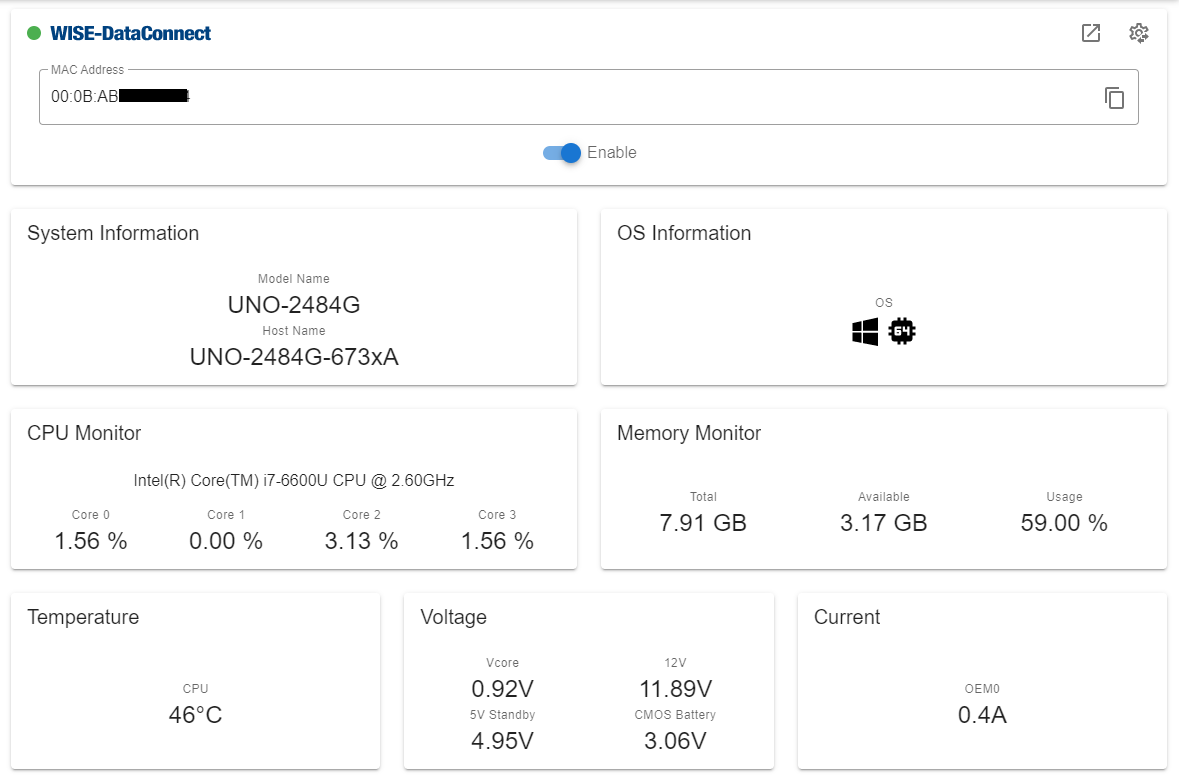 WISE-DataConnect
MAC Address
00:0B:AB
Enable
System Information
Model Name
UNO-2484G
Host Name
UNO-2484G-673xA
OS Information
OS
64
CPU Monitor
Intel(R) Core(TM) i7-6600U CPU @ 2.60GHz
Core 0 Core 1 Core 2 Core 3
1.56 % 0.00 % 3.13 % 1.56 %
Memory Monitor
Total Available Usage
7.91 GB 3.17 GB 59.00 %
Temperature
CPU
46°C
Voltage
Vcore 12V
0.92V 11.89V
5V Standby CMOS Battery
4.95V 3.06V
Current
OEM0
0.4A